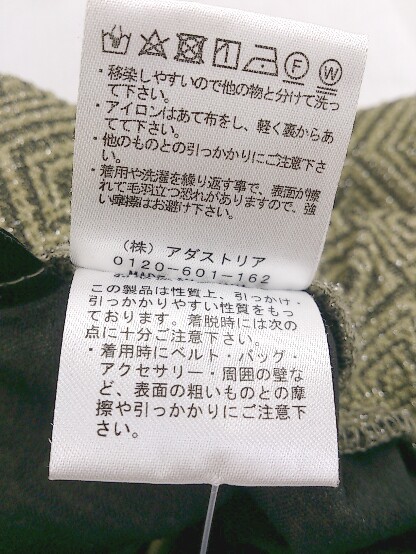 ・移染しやすいので他の物と分けて洗っ
て下さい。
・アイロンはあて布をし、軽く裏からあ
てて下さい。
・他のものとの引っかかりにご注意下さ
い。
・着用や洗濯を繰り返す事で、表面が擦
れて毛羽立つ恐れがありますので、強
い摩擦はお避け下さい。
(株) アダストリア
0120-601-162
この製品は性質上、引っかけ・
引っかかりやすい性質をもっ
ております。着脱時には次の
点に十分ご注意下さい。
・着用時にベルト・バッグ・
アクセサリー・周囲の壁な
ど、表面の粗いものとの摩
擦や引っかかりにご注意下
さい。